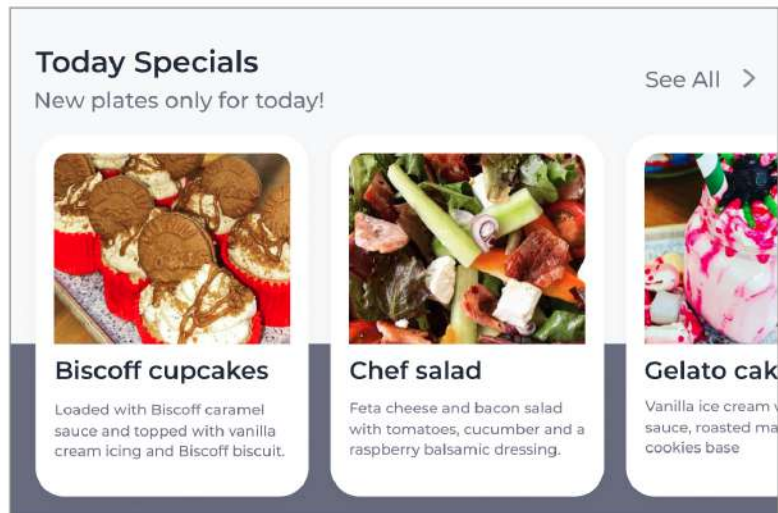 Today Specials
New plates only for today!
See All
Biscoff cupcakes
Loaded with Biscoff caramel
sauce and topped with vanilla
cream icing and Biscoff biscuit.
Chef salad
Feta cheese and bacon salad
with tomatoes, cucumber and a
raspberry balsamic dressing.
Gelato
Vanilla ice cream
sauce, roasted
cookies base